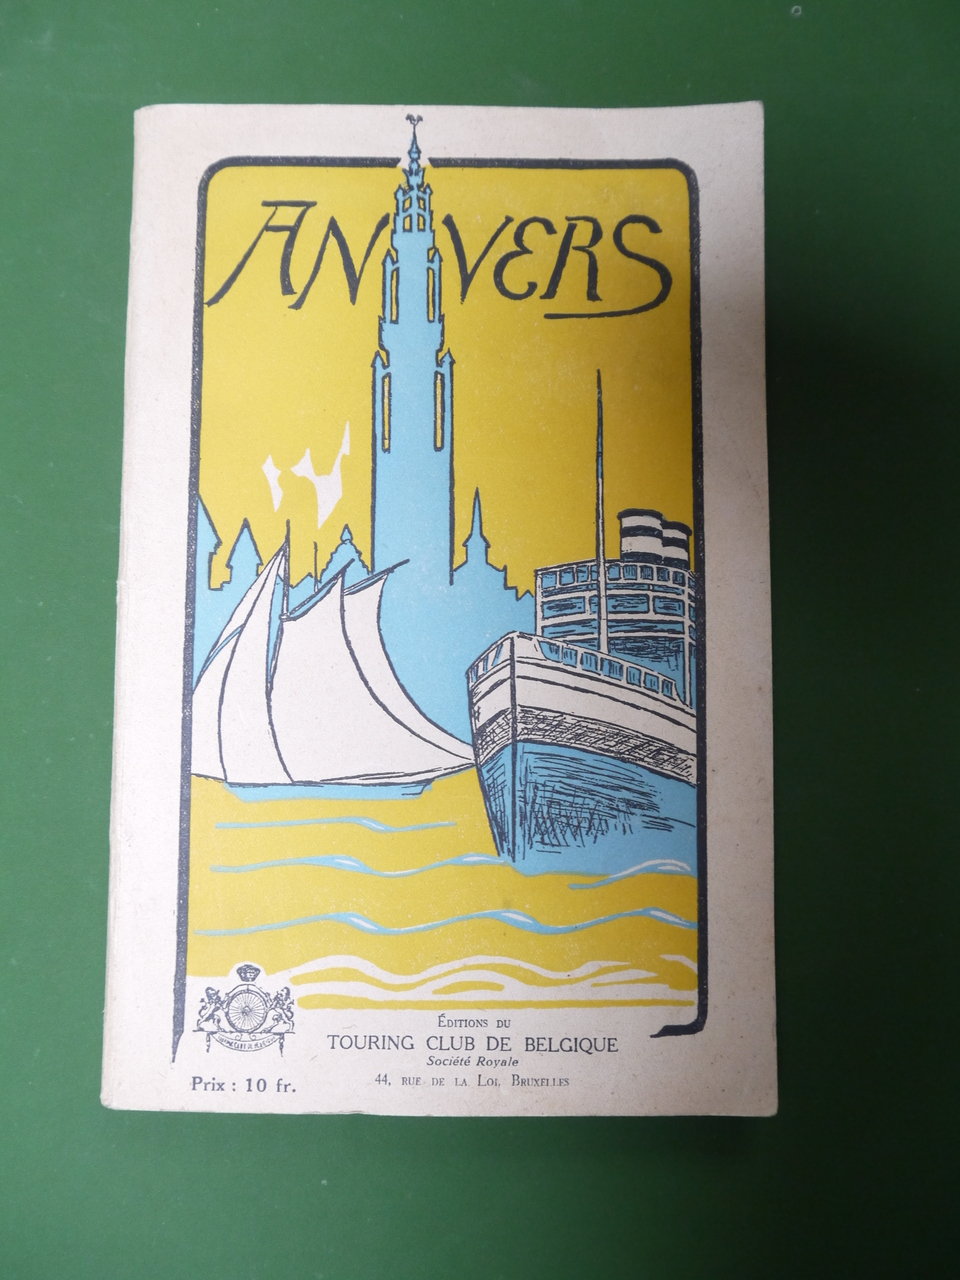 ANVERS
ÉDITIONS DU
TOURING CLUB DE BELGIQUE
Société Royale
44, RUE DE LA LOI, BRUXELLES
Prix : 10 fr.